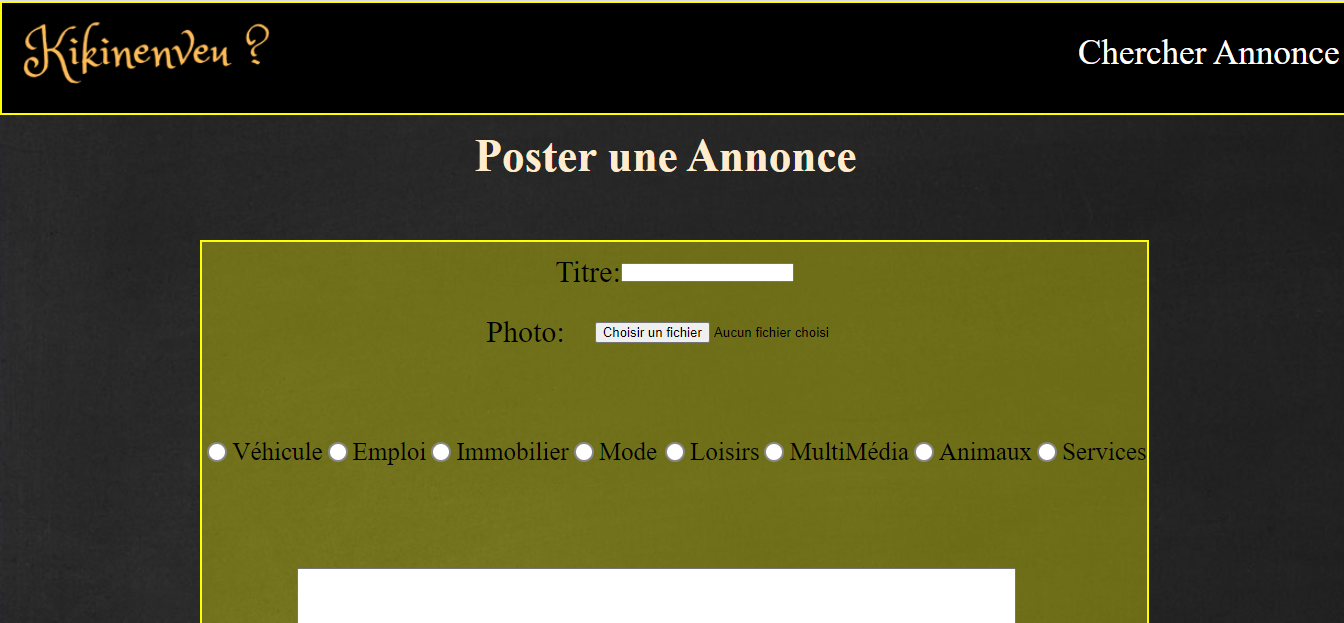 Kikinenveu ?
Chercher Annonce
Poster une Annonce
Titre:
Photo: Choisir un fichier Aucun fichier choisi
Véhicule Emploi Immobilier Mode Loisirs MultiMédia Animaux Services